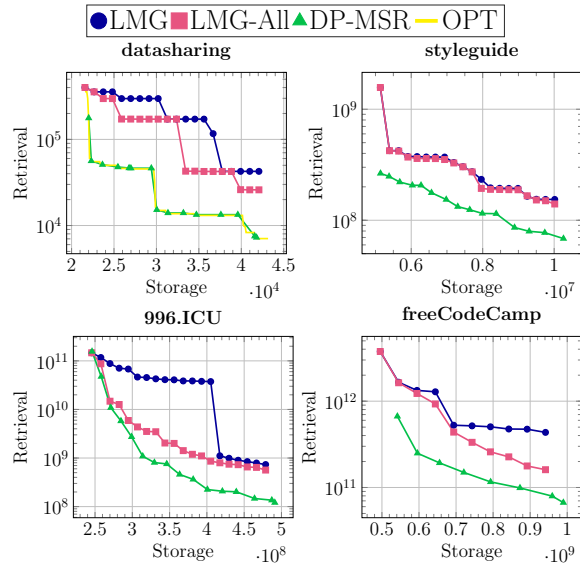 LMG LMG-All DP-MSR OPT
datasharing styleguide
Retrieval
10^5
10^4
2 2.5 3 3.5 4 4.5
·10^4
Storage
Retrieval
10^9
10^8
0.6 0.8 1
·10^7
Storage
996.ICU freeCodeCamp
Retrieval
10^11
10^10
10^9
10^8
2.5 3 3.5 4 4.5 5
·10^8
Storage
Retrieval
10^12
10^11
0.5 0.6 0.7 0.8 0.9 1
·10^9
Storage